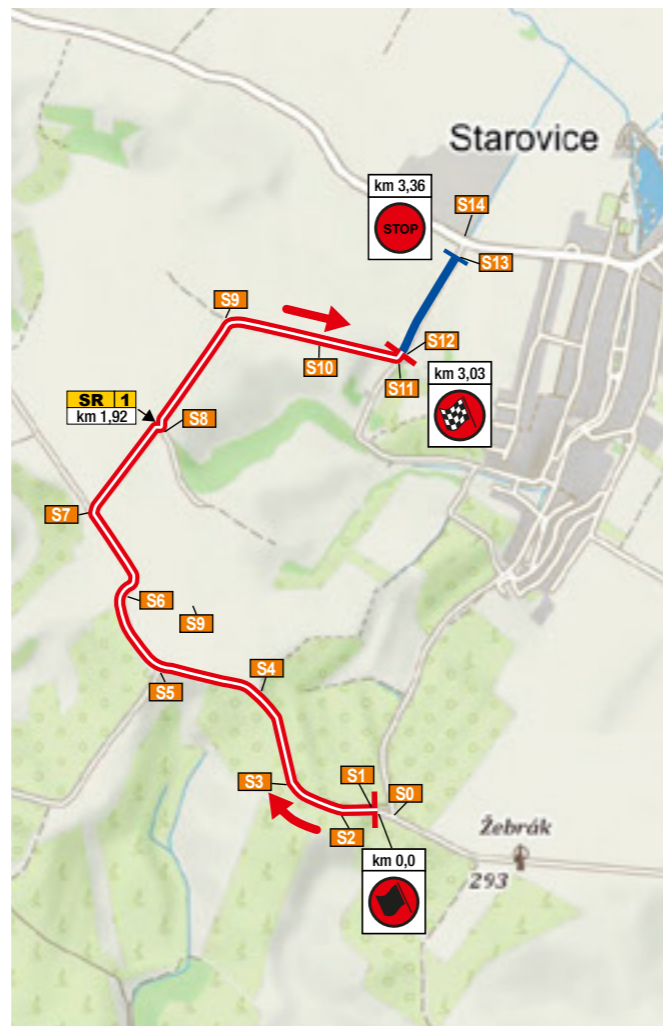 Starovice
km 3,36
STOP
S14
S13
S9
S12
S10
S11
km 3,03
SR 1
km 1,92
S8
S7
S6
S9
S4
S5
S3
S1
S0
S2
Žebrák
km 0,0
293